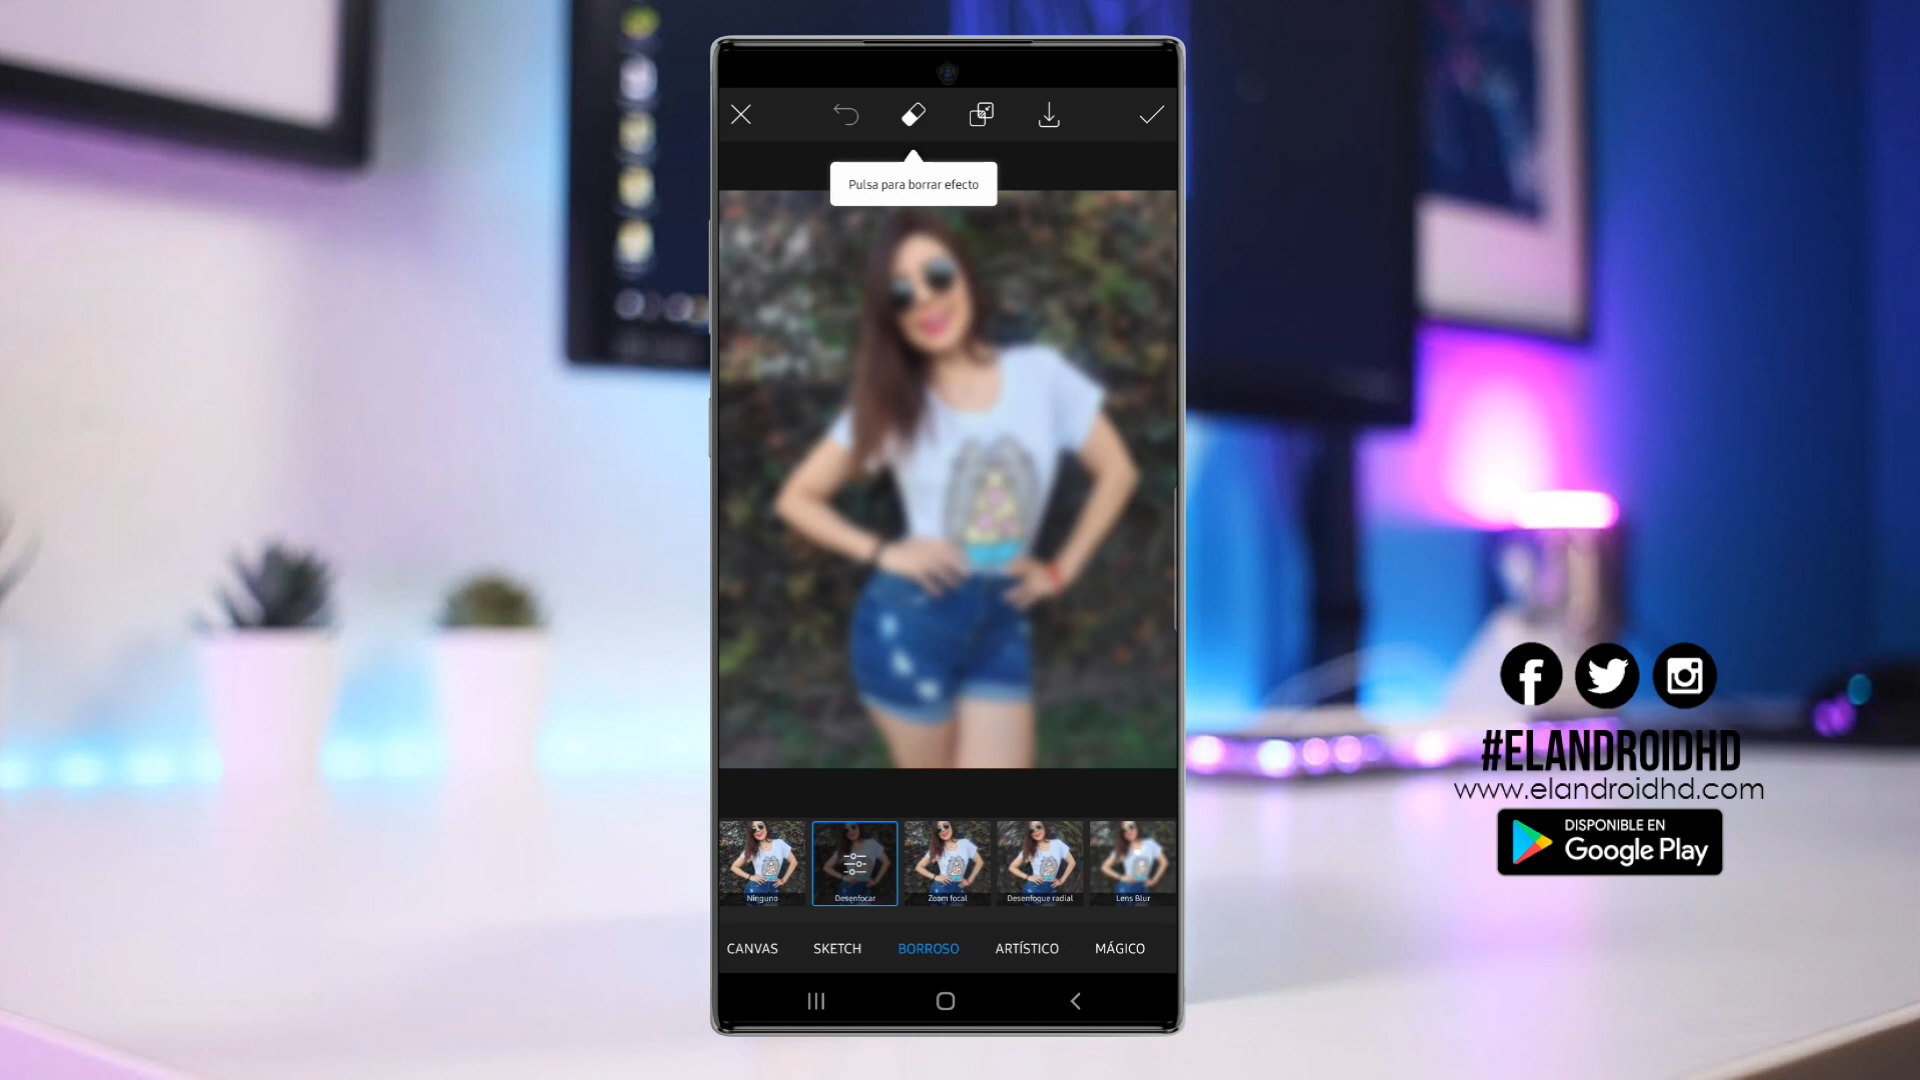 Pulsa para borrar efecto
Ninguno
Desenfocar
Zoom focal
Desenfoque radial
Lens Blur
CANVAS
SKETCH
BORROSO
ARTÍSTICO
MÁGICO
#ELANDROIDHD
www.elandroidhd.com
DISPONIBLE EN
Google Play